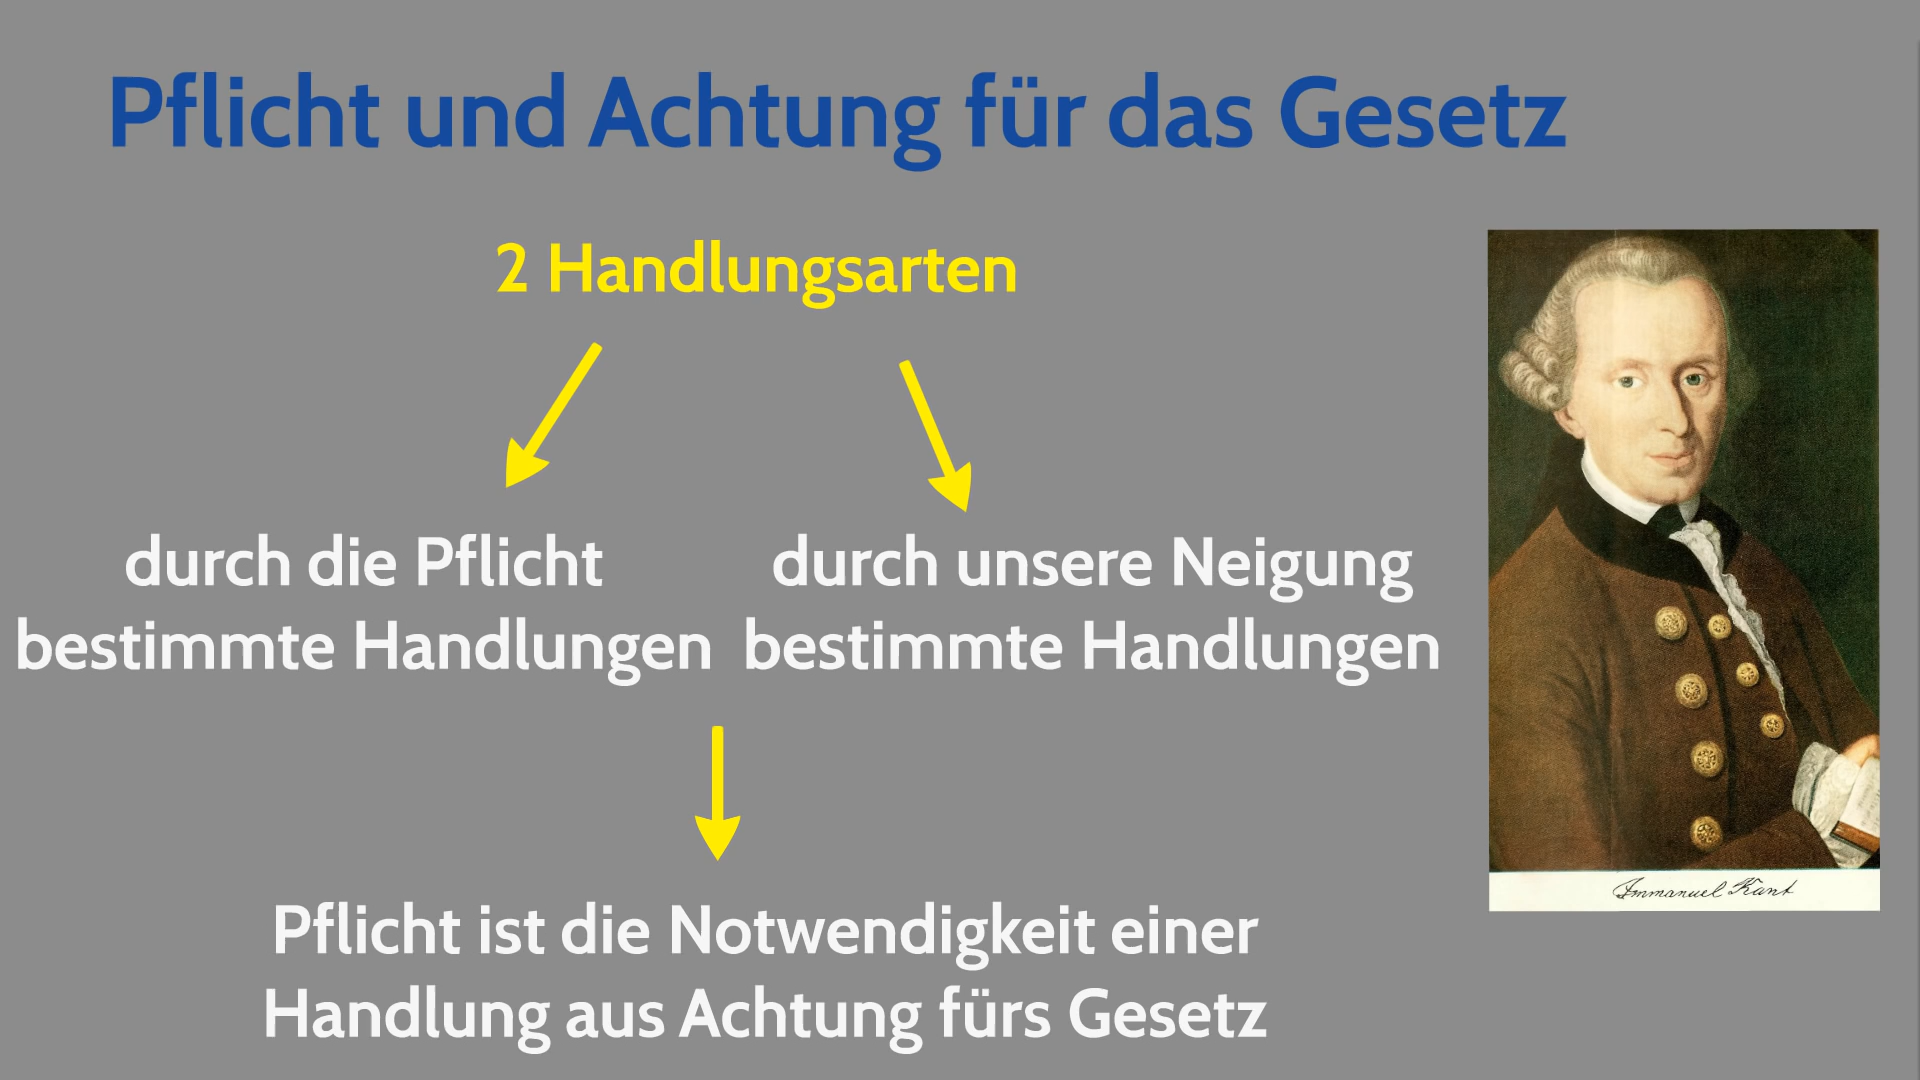 Pflicht und Achtung für das Gesetz
2 Handlungsarten
durch die Pflicht
bestimmte Handlungen
durch unsere Neigung
bestimmte Handlungen
Pflicht ist die Notwendigkeit einer
Handlung aus Achtung fürs Gesetz
Immanuel Kant